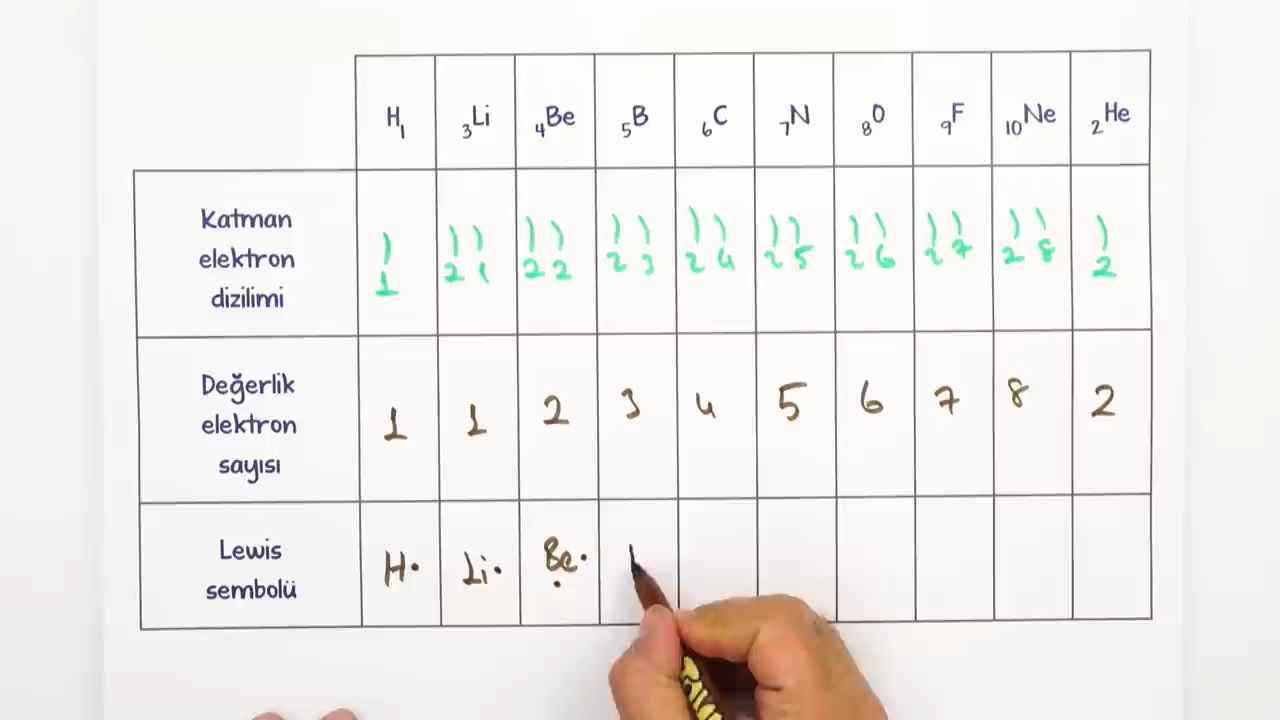 H1 3Li 4Be 5B 6C 7N 8O 9F 10Ne 2He
Katman
elektron
dizilimi
) )) )) )) )) )) )) )) )) )
1 2 1 2 2 2 3 2 4 2 5 2 6 2 7 2 8 2
Değerlik
elektron
sayısı
1 1 2 3 4 5 6 7 8 2
Lewis
sembolü
H· Li· Be·
·